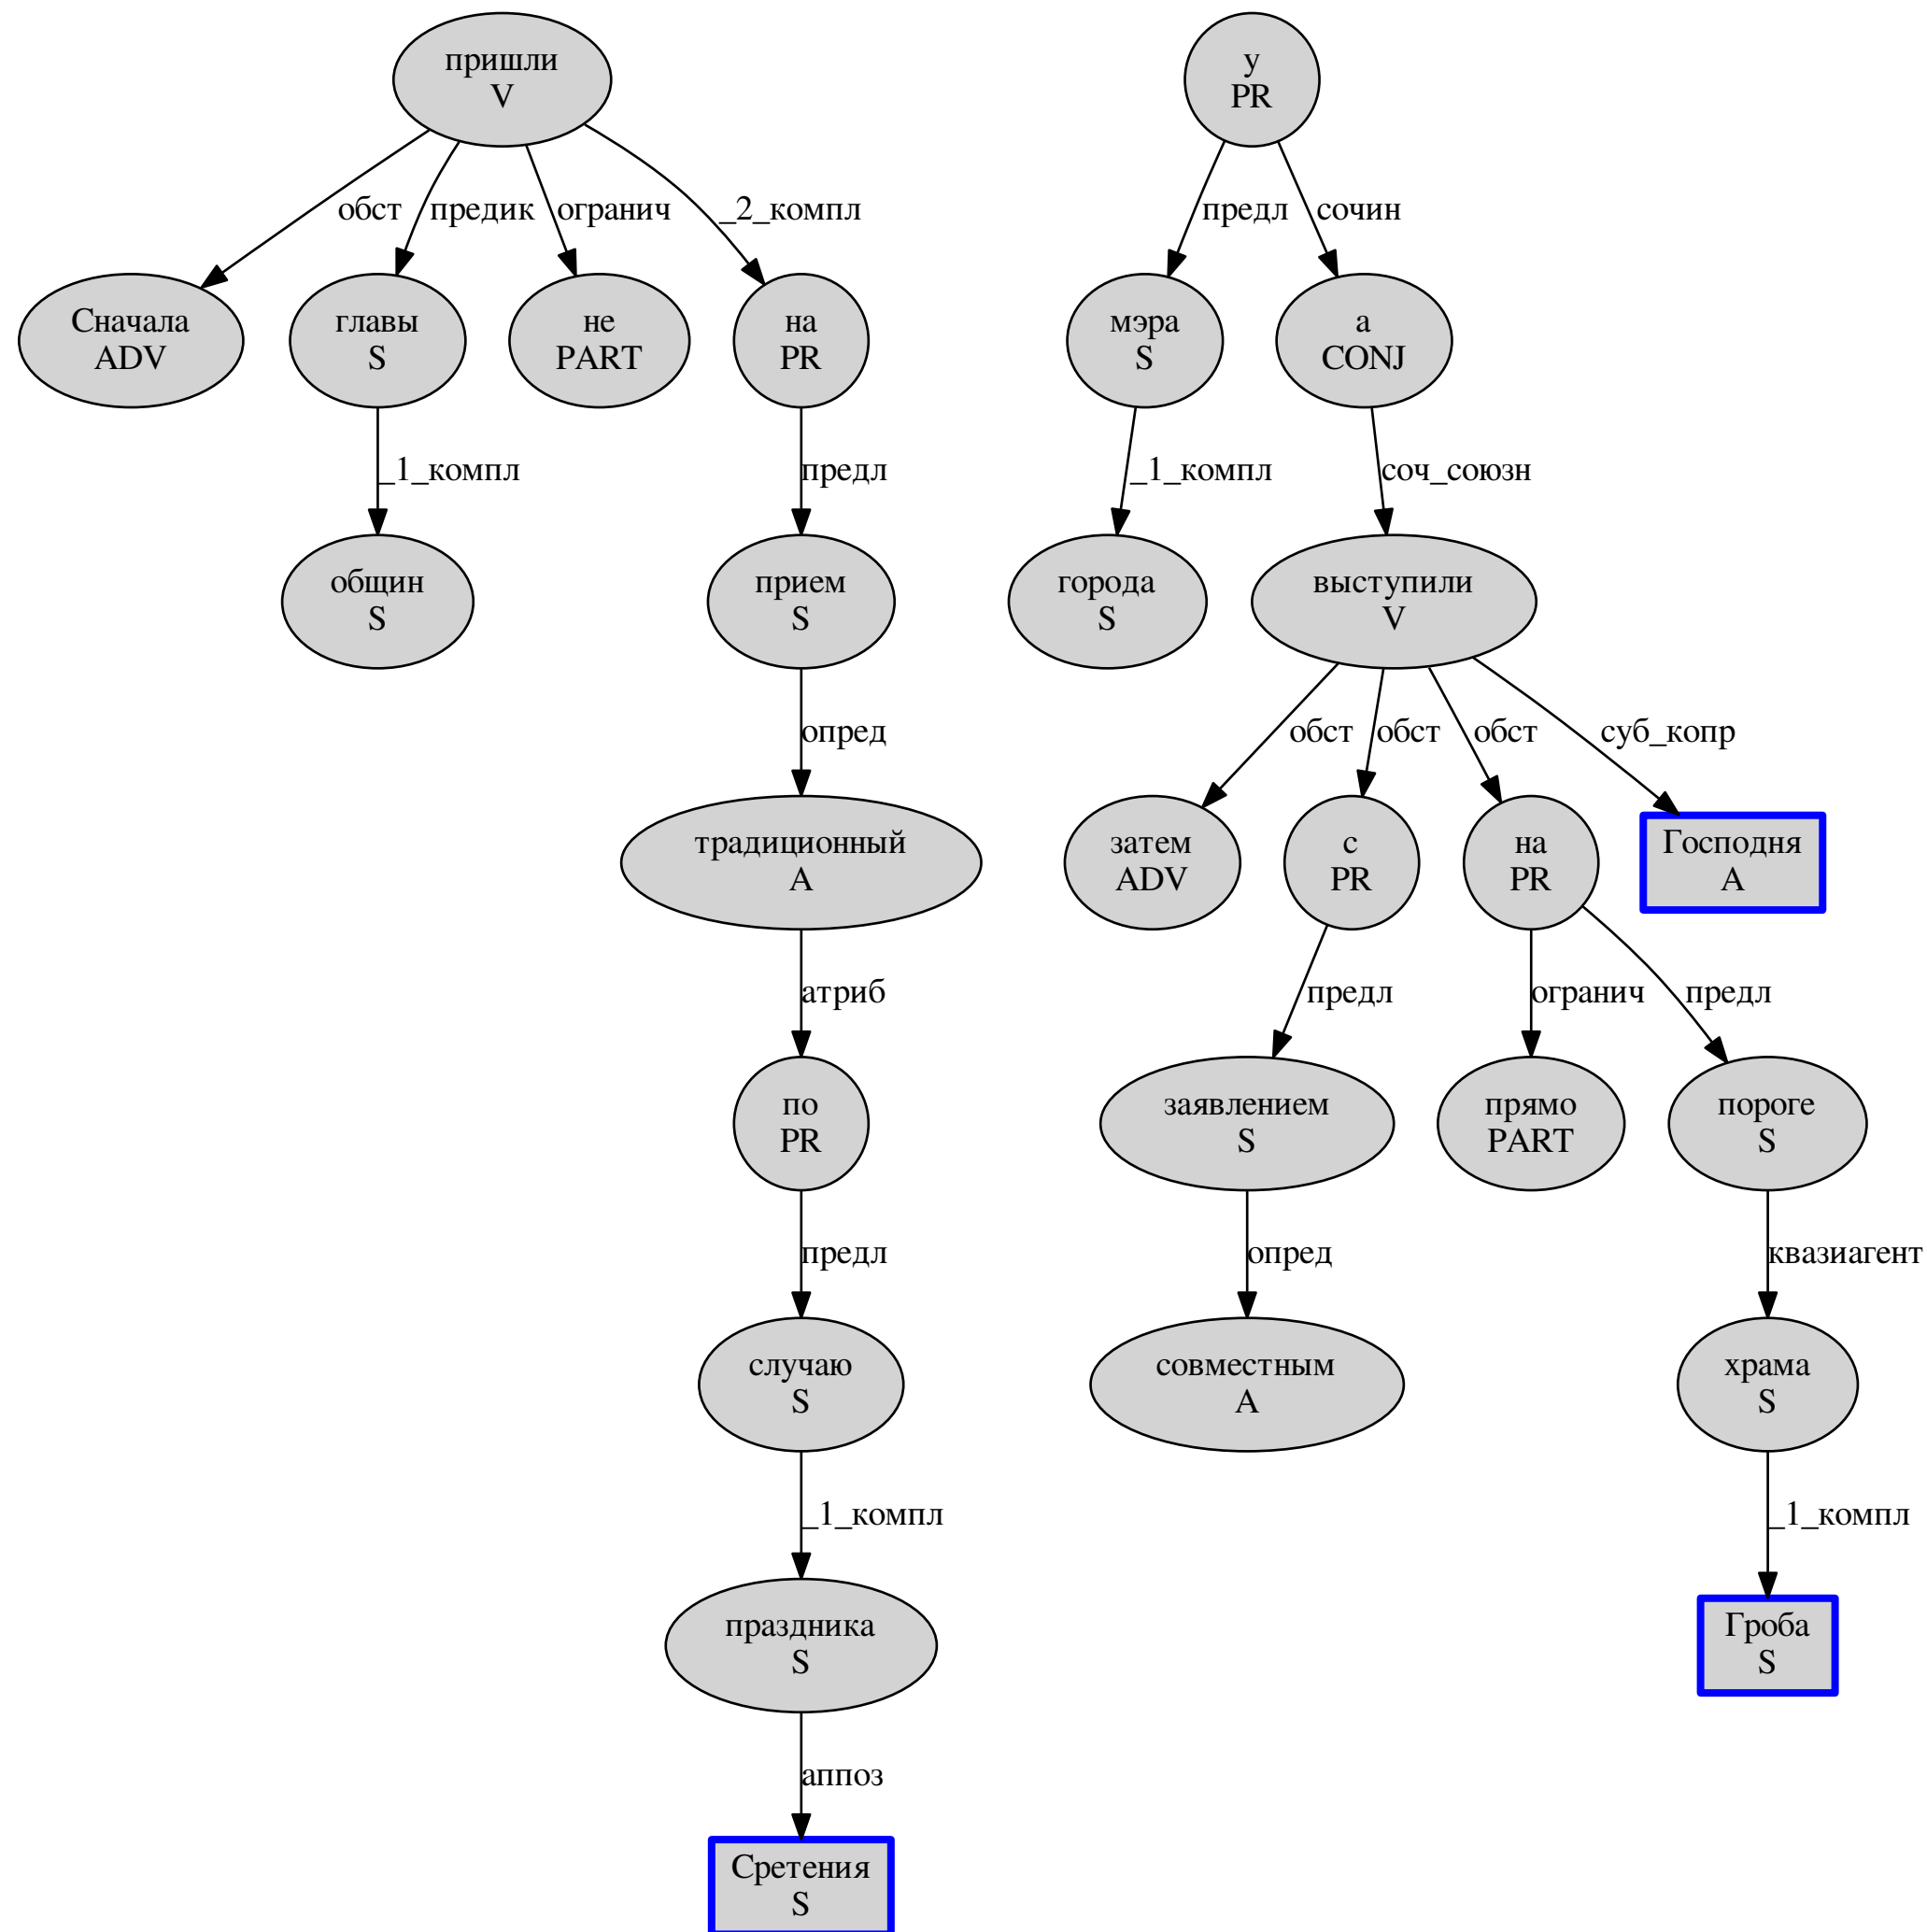 пришли
V
у
PR
обст
предик
огранич
_2_компл
предл
сочин
Сначала
ADV
главы
S
не
PART
на
PR
мэра
S
а
CONJ
_1_компл
предл
_1_компл
соч_союзн
общин
S
прием
S
города
S
выступили
V
опред
обст
обст
обст
суб_копр
традиционный
A
затем
ADV
с
PR
на
PR
Господня
A
атриб
предл
огранич
предл
по
PR
заявлением
S
прямо
PART
пороге
S
предл
опред
квазиагент
случаю
S
совместным
A
храма
S
_1_компл
_1_компл
праздника
S
Гроба
S
аппоз
Сретения
S